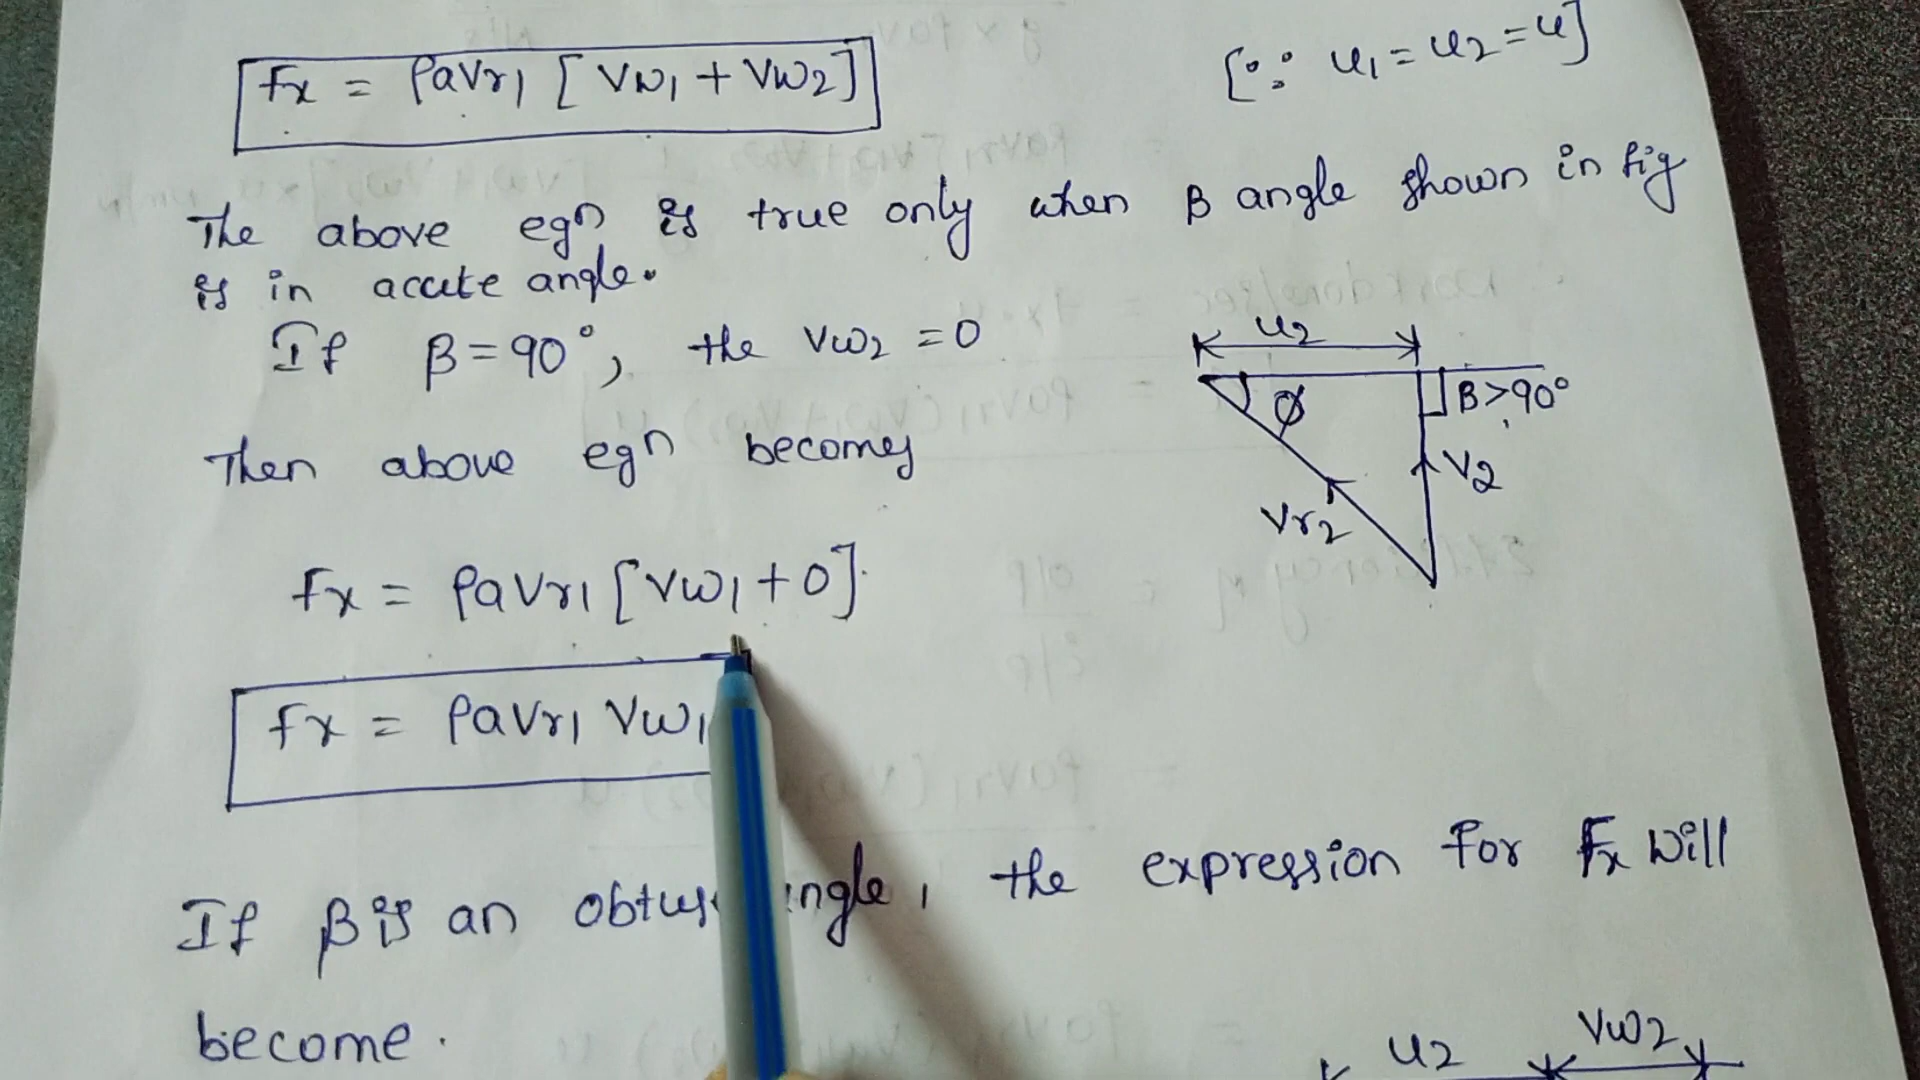 Fx = ρaVr1 [Vw1 + Vw2]
[∵ u1 = u2 = u]
The above eqn is true only when β angle shown in fig
is in acute angle.
If β = 90°, the Vw2 = 0
u2
ϕ
β>90°
Then above eqn becomes
V2
Vr2
Fx = ρaVr1 [Vw1 + 0]
Fx = ρaVr1 Vw1
If β is an angle, the expression for Fx will
become.
u2
Vw2